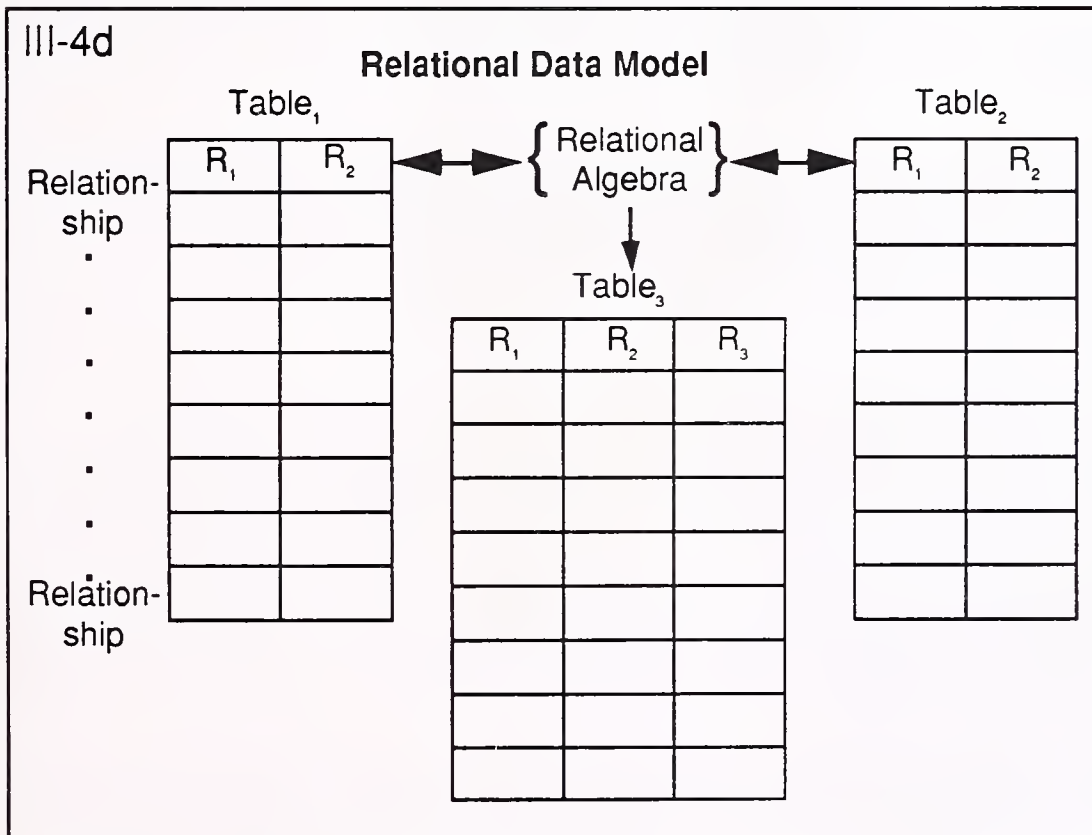 III-4d
Relational Data Model
Table₁
R₁ R₂
Relation-
ship
Relation-
ship
{ Relational
Algebra }
Table₂
R₁ R₂
Table₃
R₁ R₂ R₃